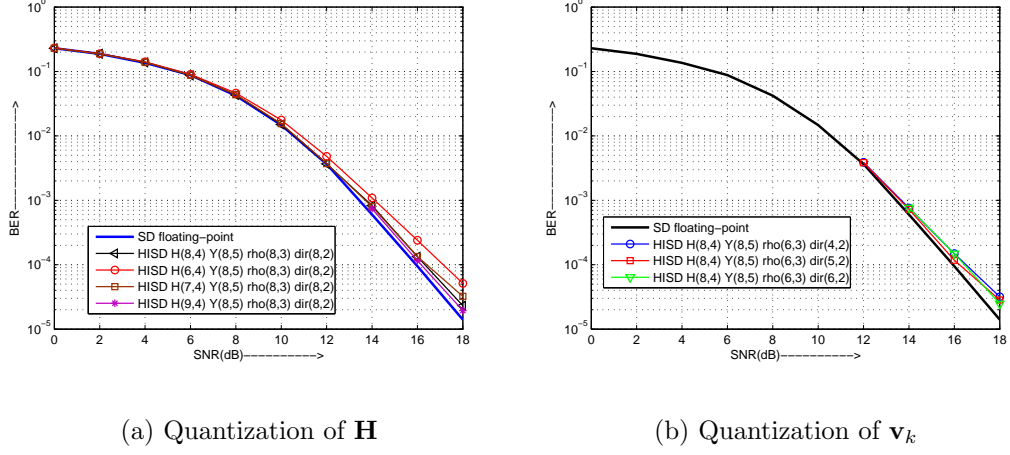 10^0
10^−1
10^−2
10^−3
10^−4
10^−5
BER−−−−−−−−−−>
SD floating−point
HISD H(8,4) Y(8,5) rho(8,3) dir(8,2)
HISD H(6,4) Y(8,5) rho(8,3) dir(8,2)
HISD H(7,4) Y(8,5) rho(8,3) dir(8,2)
HISD H(9,4) Y(8,5) rho(8,3) dir(8,2)
0 2 4 6 8 10 12 14 16 18
SNR(dB)−−−−−−−−−−>
(a) Quantization of H
10^0
10^−1
10^−2
10^−3
10^−4
10^−5
BER−−−−−−−−−−>
SD floating−point
HISD H(8,4) Y(8,5) rho(6,3) dir(4,2)
HISD H(8,4) Y(8,5) rho(6,3) dir(5,2)
HISD H(8,4) Y(8,5) rho(6,3) dir(6,2)
0 2 4 6 8 10 12 14 16 18
SNR(dB)−−−−−−−−−−>
(b) Quantization of v_k